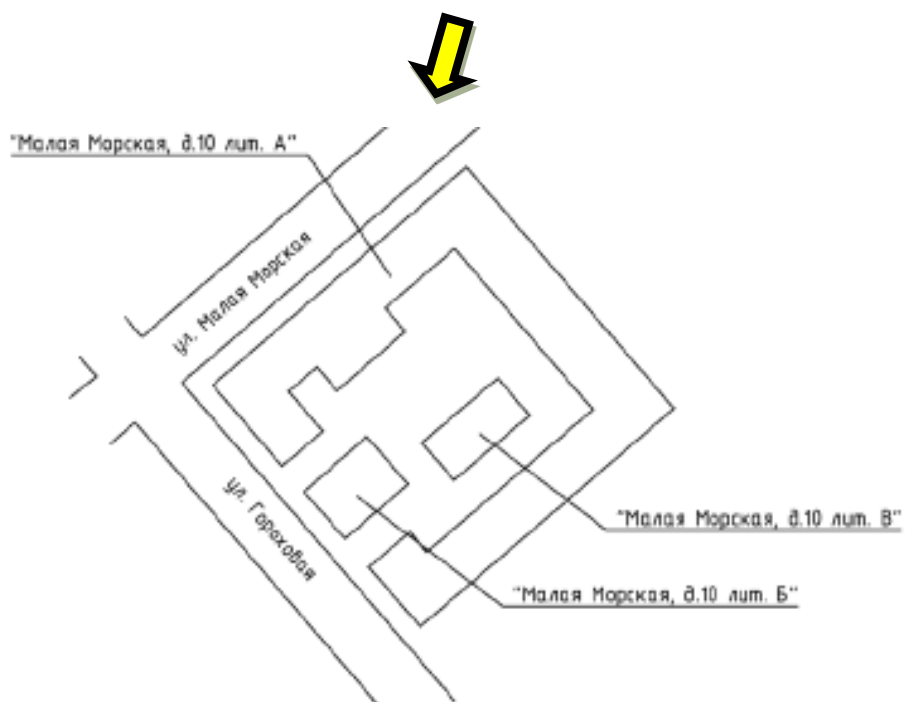 "Малая Морская, д.10 лит. А"
ул. Малая Морская
ул. Гороховая
"Малая Морская, д.10 лит. В"
"Малая Морская, д.10 лит. Б"